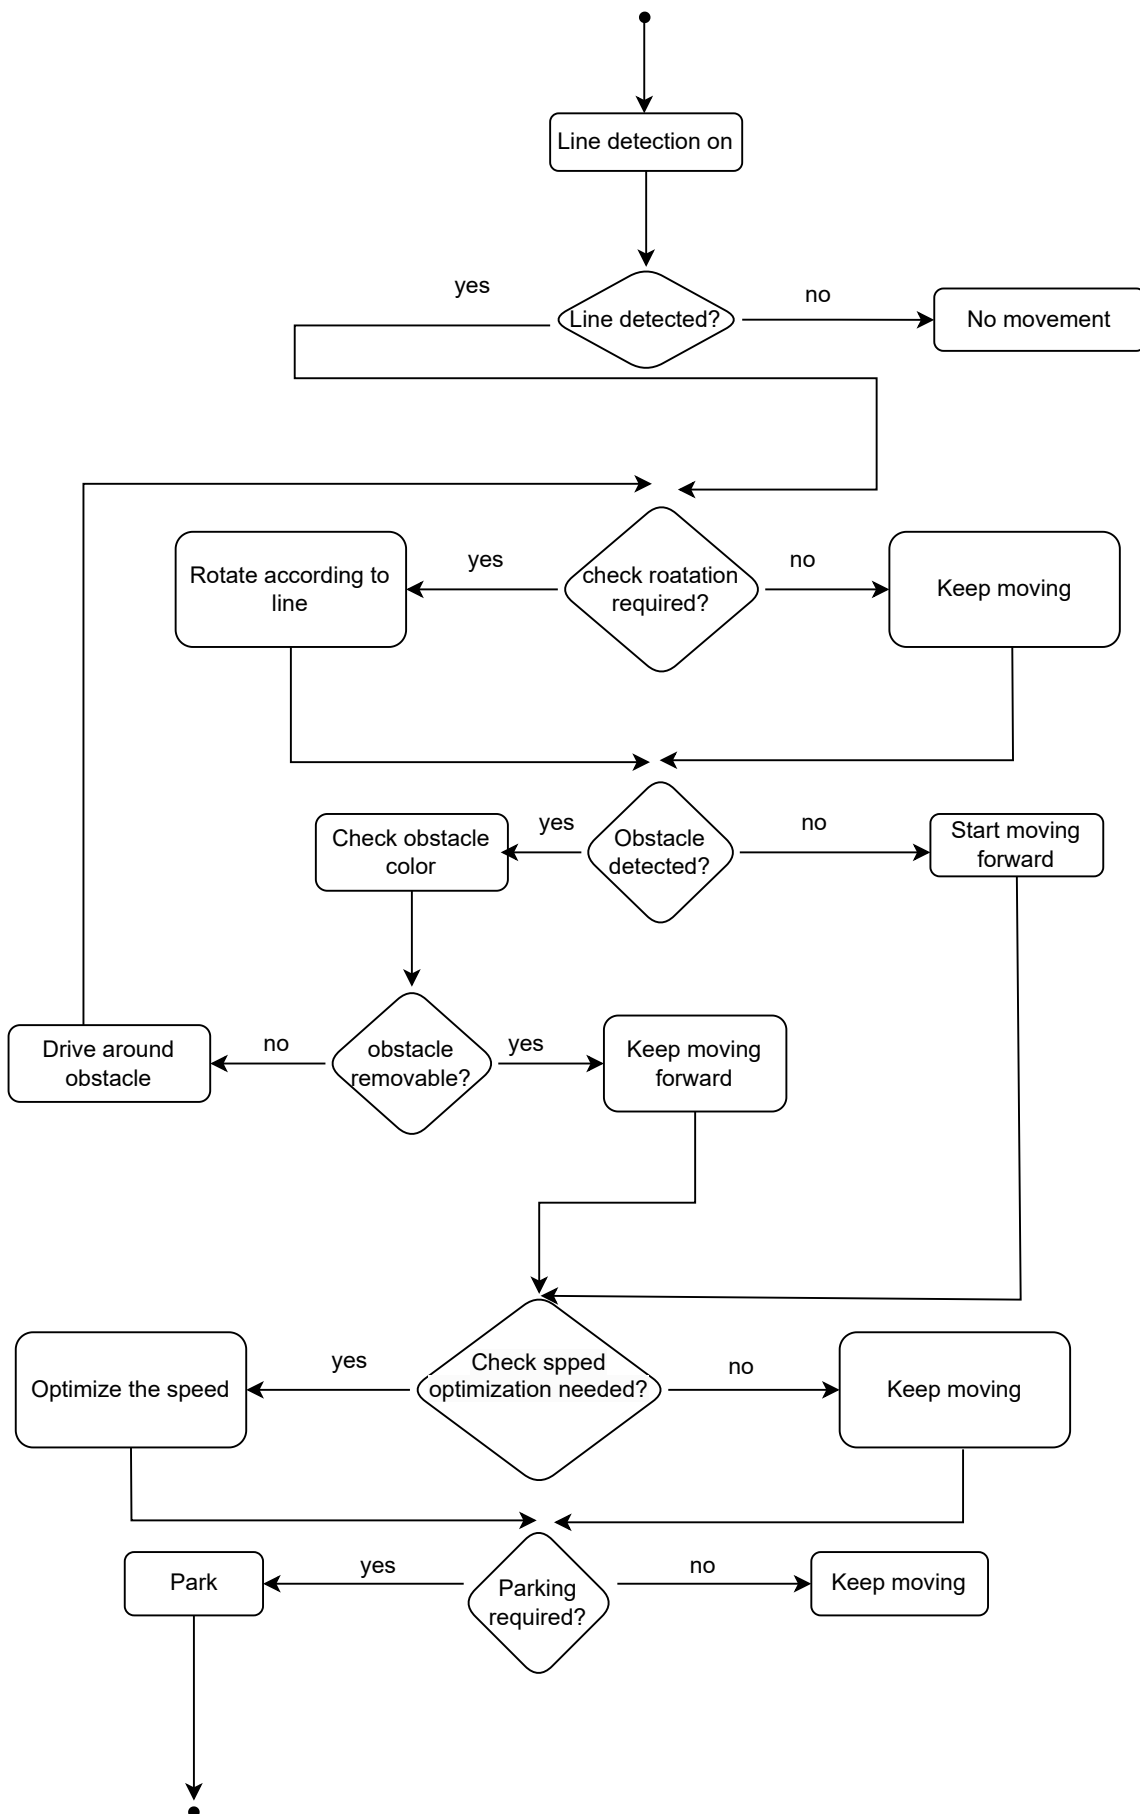 Line detection on
yes
no
Line detected?
No movement
yes
no
Rotate according to
line
check roatation
required?
Keep moving
yes
no
Check obstacle
color
Obstacle
detected?
Start moving
forward
no
yes
Drive around
obstacle
obstacle
removable?
Keep moving
forward
yes
no
Optimize the speed
Check spped
optimization needed?
Keep moving
yes
no
Park
Parking
required?
Keep moving